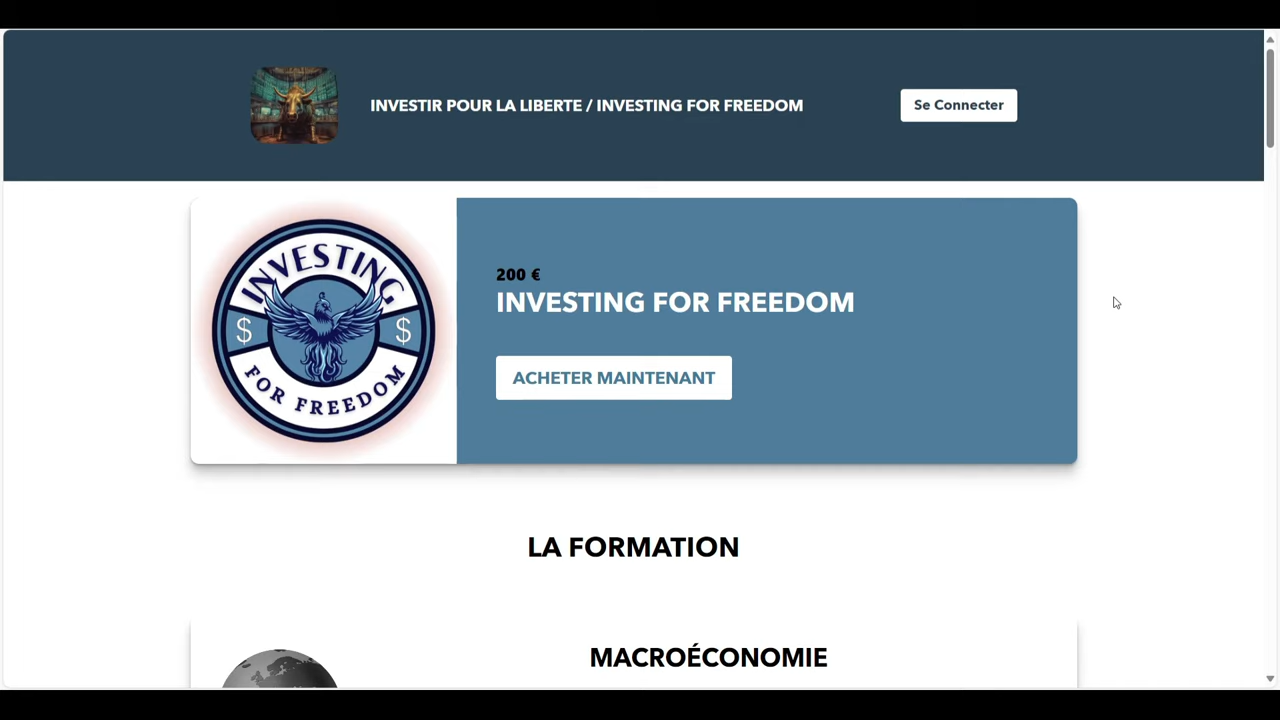 INVESTIR POUR LA LIBERTE / INVESTING FOR FREEDOM
Se Connecter
INVESTING
$ $
FOR FREEDOM
200 €
INVESTING FOR FREEDOM
ACHETER MAINTENANT
LA FORMATION
MACROÉCONOMIE